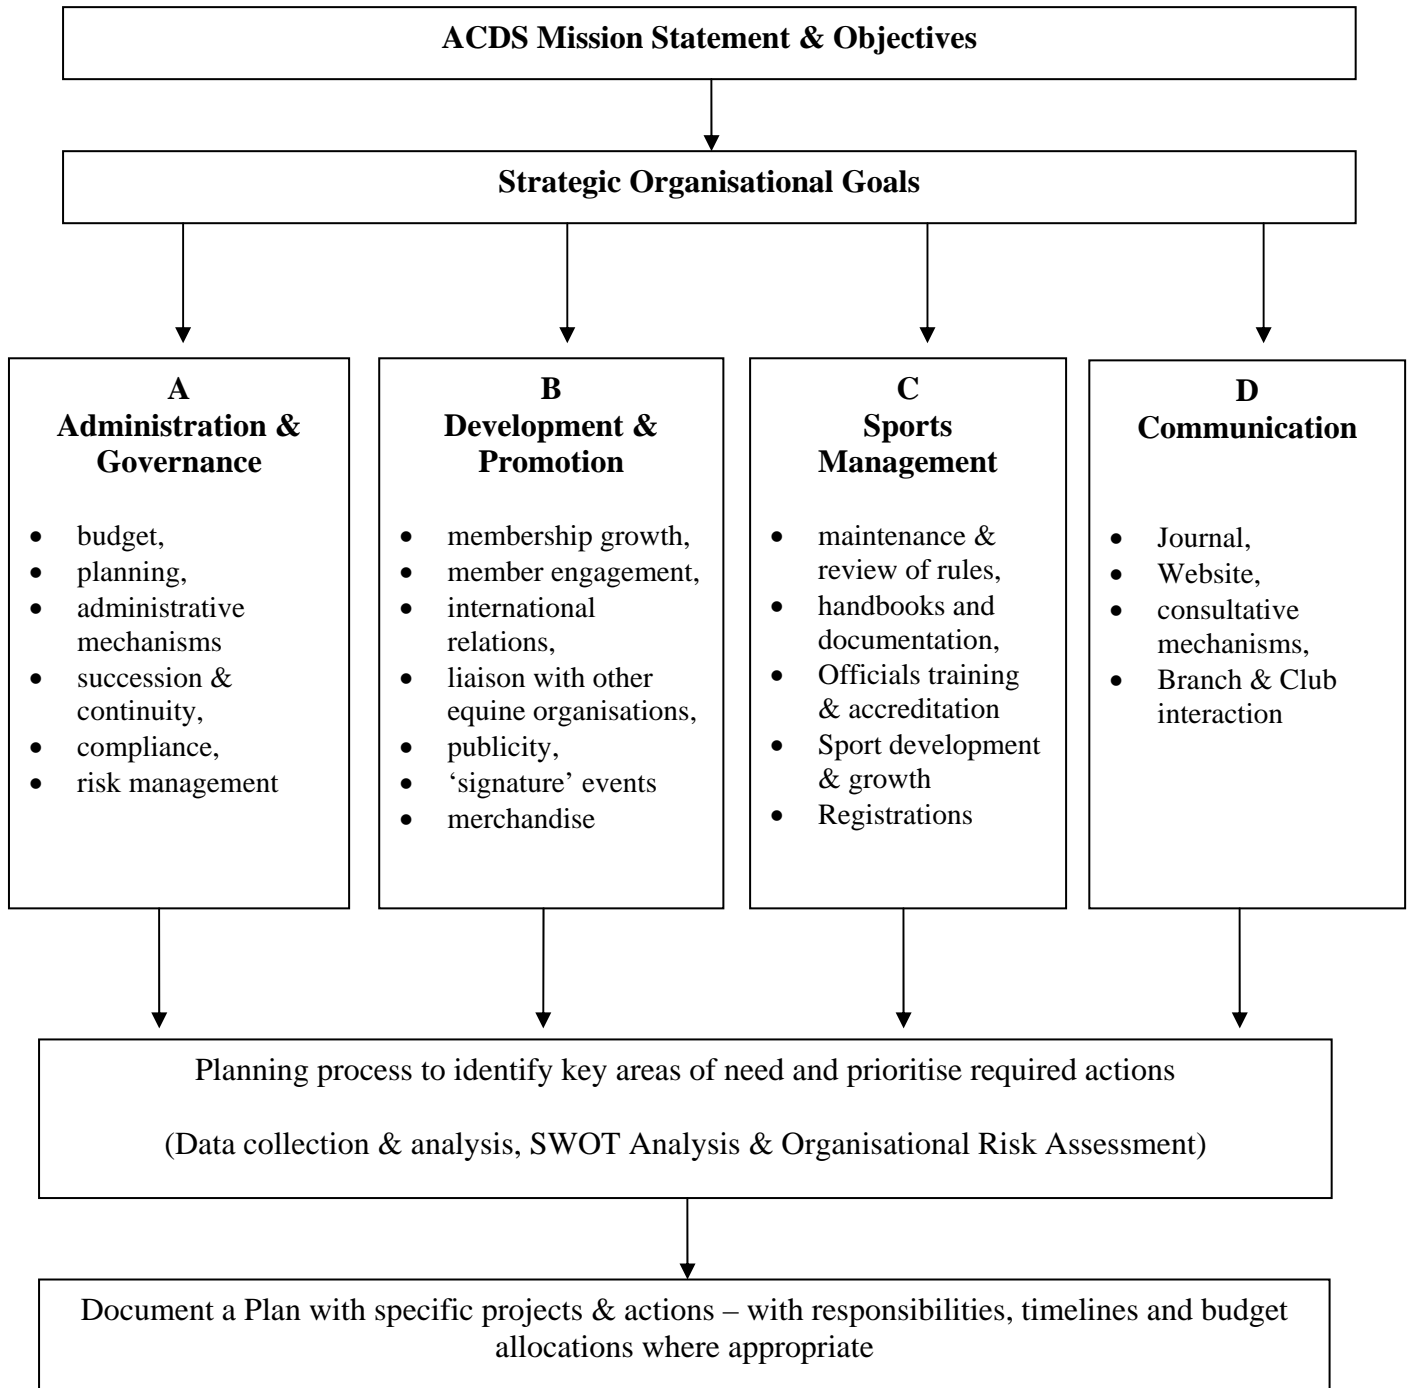 ACDS Mission Statement & Objectives
Strategic Organisational Goals
A
Administration &
Governance
• budget,
• planning,
• administrative
mechanisms
• succession &
continuity,
• compliance,
• risk management
B
Development &
Promotion
• membership growth,
• member engagement,
• international
relations,
• liaison with other
equine organisations,
• publicity,
• ‘signature’ events
• merchandise
C
Sports
Management
• maintenance &
review of rules,
• handbooks and
documentation,
• Officials training
& accreditation
• Sport development
& growth
• Registrations
D
Communication
• Journal,
• Website,
• consultative
mechanisms,
• Branch & Club
interaction
Planning process to identify key areas of need and prioritise required actions
(Data collection & analysis, SWOT Analysis & Organisational Risk Assessment)
Document a Plan with specific projects & actions – with responsibilities, timelines and budget
allocations where appropriate